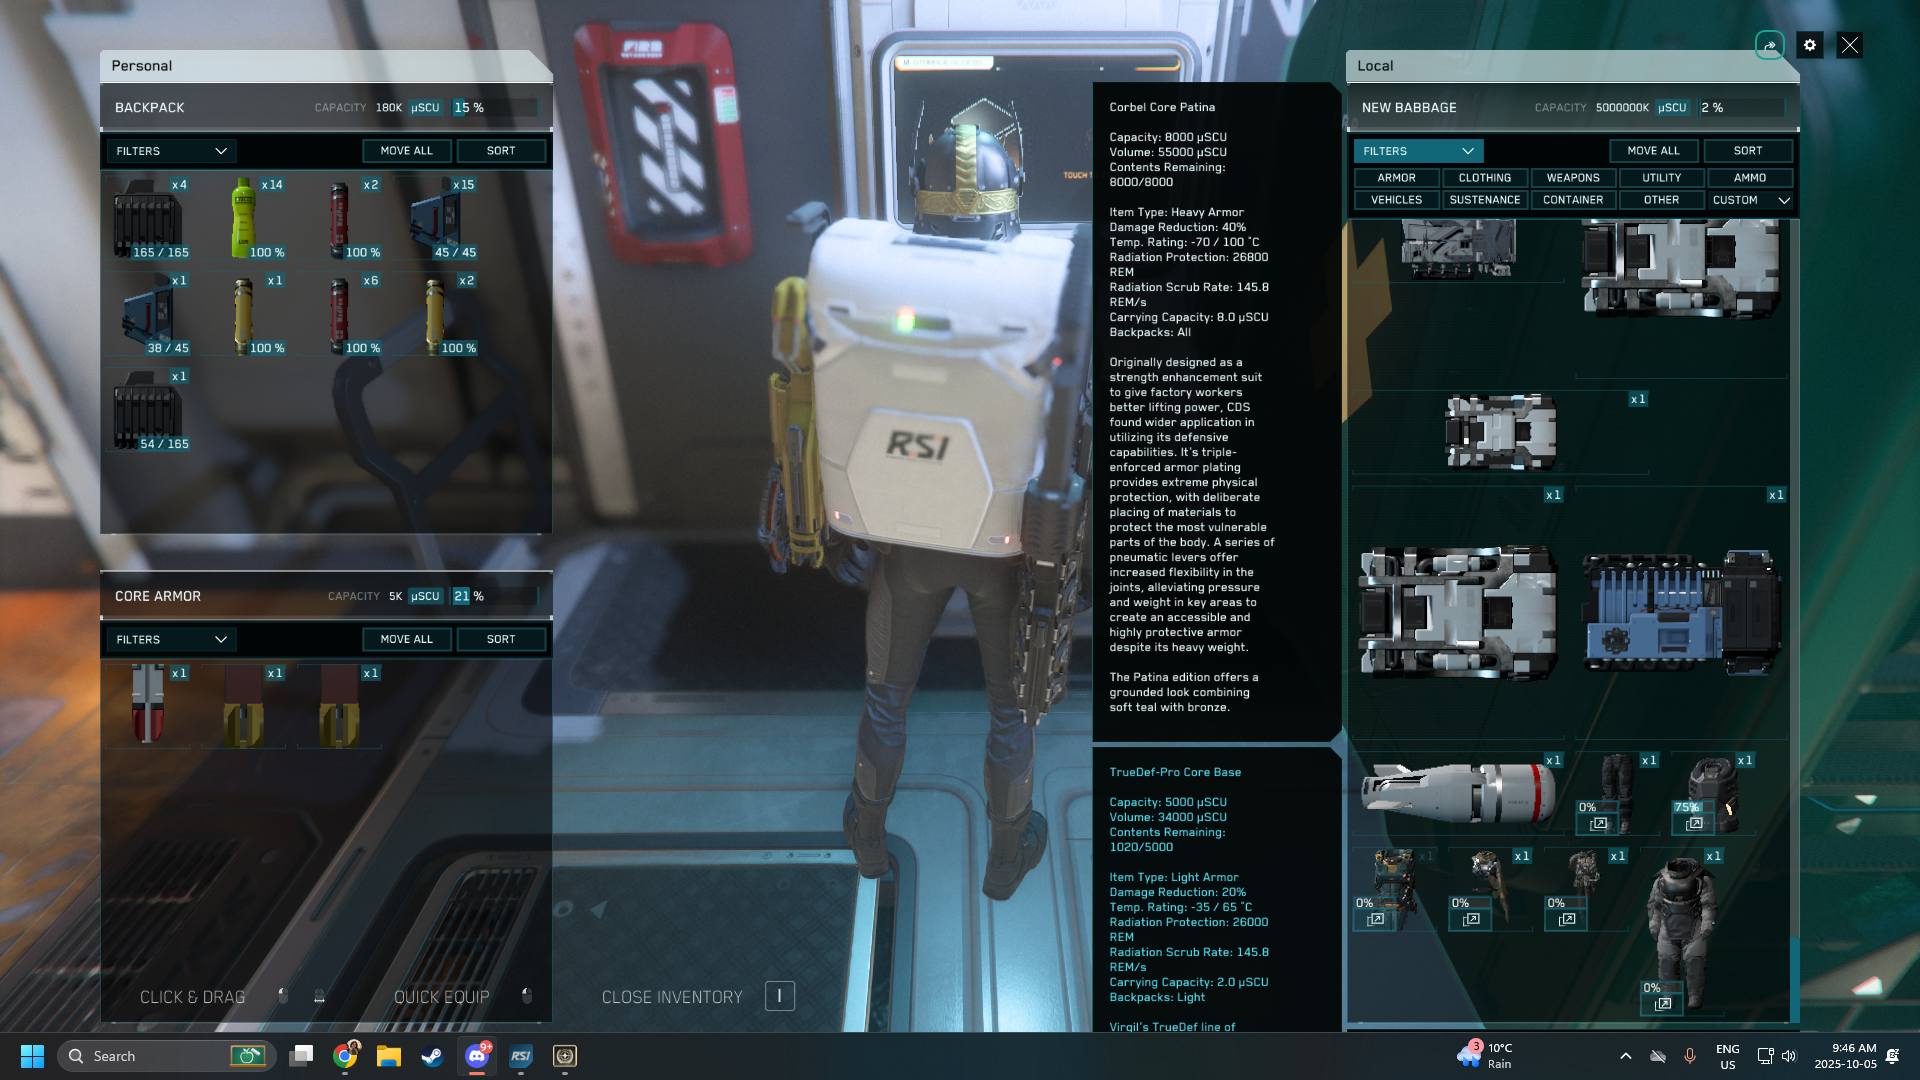 Personal
BACKPACK
CAPACITY 180K µSCU 15 %
FILTERS
MOVE ALL
SORT
x4
165 / 165
x14
100 %
x2
100 %
x15
45 / 45
x1
38 / 45
x1
100 %
x6
100 %
x2
100 %
x1
54 / 165
CORE ARMOR
CAPACITY 5K µSCU 21 %
FILTERS
MOVE ALL
SORT
x1
x1
x1
CLICK & DRAG
QUICK EQUIP
CLOSE INVENTORY I
FIRE
RSI
Corbel Core Patina
Capacity: 8000 µSCU
Volume: 55000 µSCU
Contents Remaining:
8000/8000
Item Type: Heavy Armor
Damage Reduction: 40%
Temp. Rating: -70 / 100 °C
Radiation Protection: 26800
REM
Radiation Scrub Rate: 145.8
REM/s
Carrying Capacity: 8.0 µSCU
Backpacks: All
Originally designed as a
strength enhancement suit
to give factory workers
better lifting power, CDS
found wider application in
utilizing its defensive
capabilities. It's triple-
enforced armor plating
provides extreme physical
protection, with deliberate
placing of materials to
protect the most vulnerable
parts of the body. A series of
pneumatic levers offer
increased flexibility in the
joints, alleviating pressure
and weight in key areas to
create an accessible and
highly protective armor
despite its heavy weight.
The Patina edition offers a
grounded look combining
soft teal with bronze.
TrueDef-Pro Core Base
Capacity: 5000 µSCU
Volume: 34000 µSCU
Contents Remaining:
1020/5000
Item Type: Light Armor
Damage Reduction: 20%
Temp. Rating: -35 / 65 °C
Radiation Protection: 26000
REM
Radiation Scrub Rate: 145.8
REM/s
Carrying Capacity: 2.0 µSCU
Backpacks: Light
Virgil's TrueDef line of
Local
NEW BABBAGE
CAPACITY 5000000K µSCU 2 %
FILTERS
MOVE ALL
SORT
ARMOR
CLOTHING
WEAPONS
UTILITY
AMMO
VEHICLES
SUSTENANCE
CONTAINER
OTHER
CUSTOM
x1
x1
x1
x1
x1
0%
x1
75%
x1
0%
x1
0%
x1
0%
x1
0%
Search
9+
RSI
3
10°C
Rain
ENG
US
9:46 AM
2025-10-05